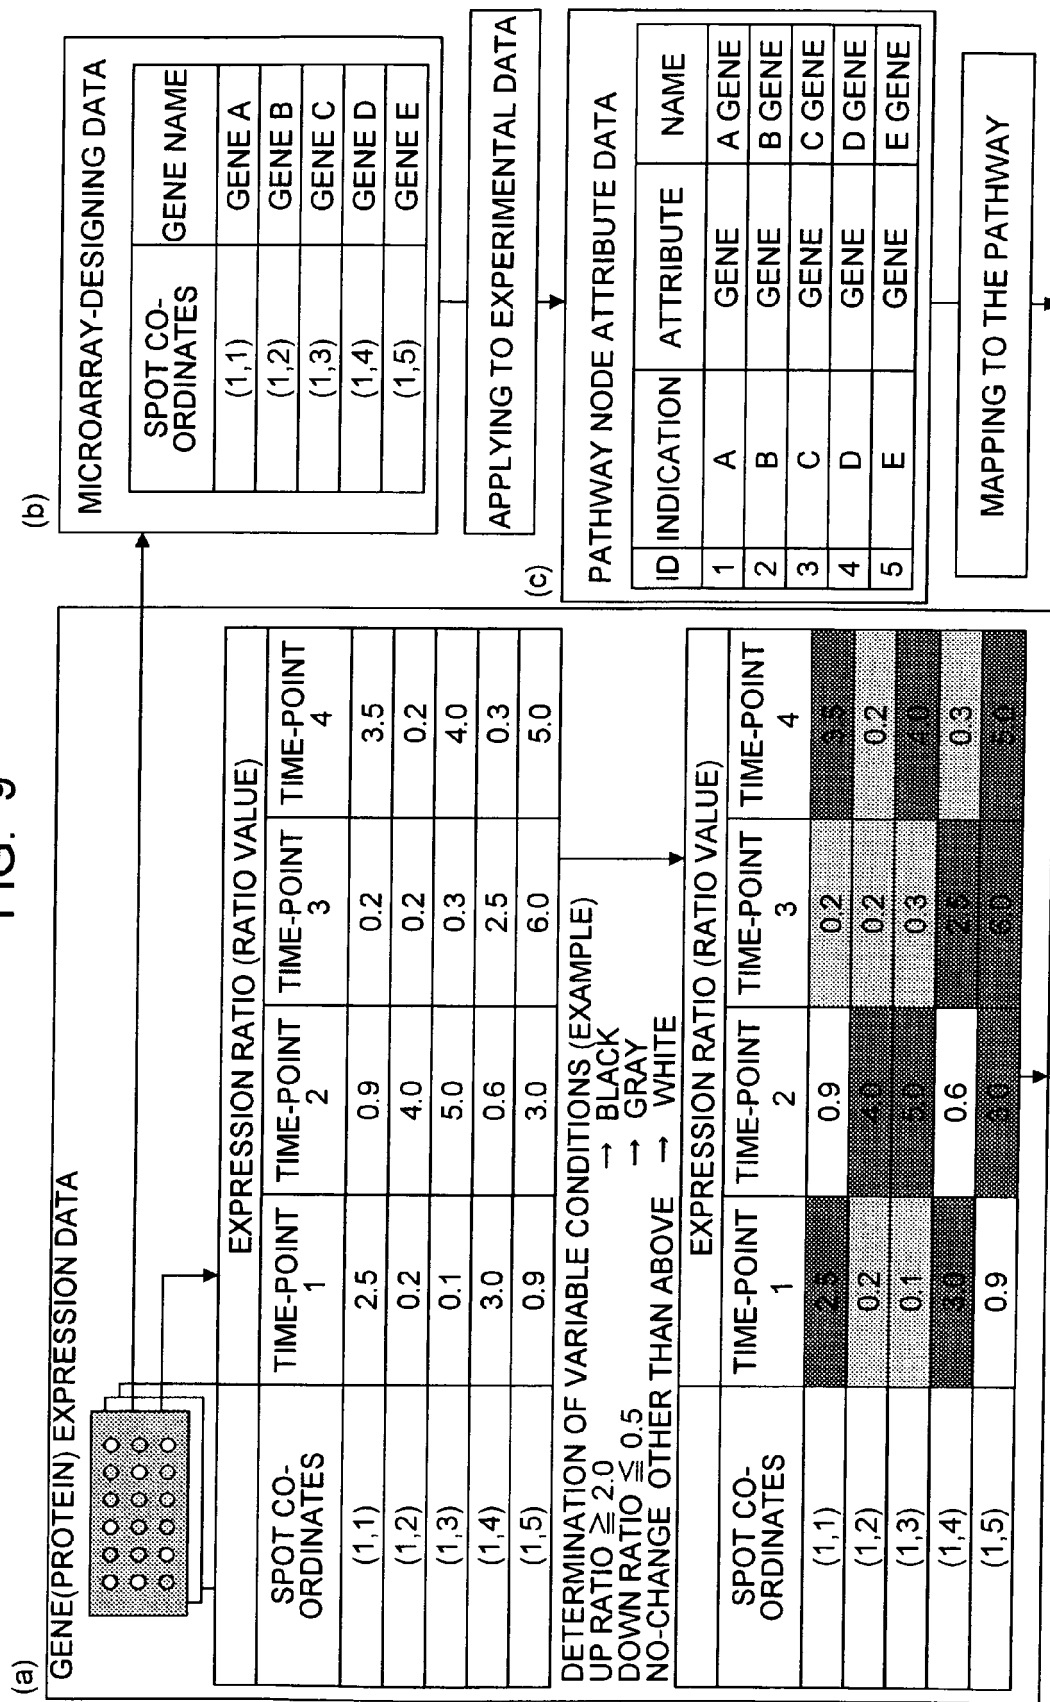 FIG. 9
(a)
GENE(PROTEIN) EXPRESSION DATA
EXPRESSION RATIO (RATIO VALUE)
SPOT CO-ORDINATES TIME-POINT 1 TIME-POINT 2 TIME-POINT 3 TIME-POINT 4
(1,1) 2.5 0.9 0.2 3.5
(1,2) 0.2 4.0 0.2 0.2
(1,3) 0.1 5.0 0.3 4.0
(1,4) 3.0 0.6 2.5 0.3
(1,5) 0.9 3.0 6.0 5.0
DETERMINATION OF VARIABLE CONDITIONS (EXAMPLE)
UP RATIO ≧ 2.0 → BLACK
DOWN RATIO ≦ 0.5 → GRAY
NO-CHANGE OTHER THAN ABOVE → WHITE
EXPRESSION RATIO (RATIO VALUE)
SPOT CO-ORDINATES TIME-POINT 1 TIME-POINT 2 TIME-POINT 3 TIME-POINT 4
(1,1) 2.5 0.9 0.2 3.5
(1,2) 0.2 4.0 0.2 0.2
(1,3) 0.1 5.0 0.3 4.0
(1,4) 3.0 0.6 2.5 0.3
(1,5) 0.9 3.0 6.0 5.0
(b)
MICROARRAY-DESIGNING DATA
SPOT CO-ORDINATES GENE NAME
(1,1) GENE A
(1,2) GENE B
(1,3) GENE C
(1,4) GENE D
(1,5) GENE E
APPLYING TO EXPERIMENTAL DATA
(c)
PATHWAY NODE ATTRIBUTE DATA
ID INDICATION ATTRIBUTE NAME
1 A GENE A GENE
2 B GENE B GENE
3 C GENE C GENE
4 D GENE D GENE
5 E GENE E GENE
MAPPING TO THE PATHWAY